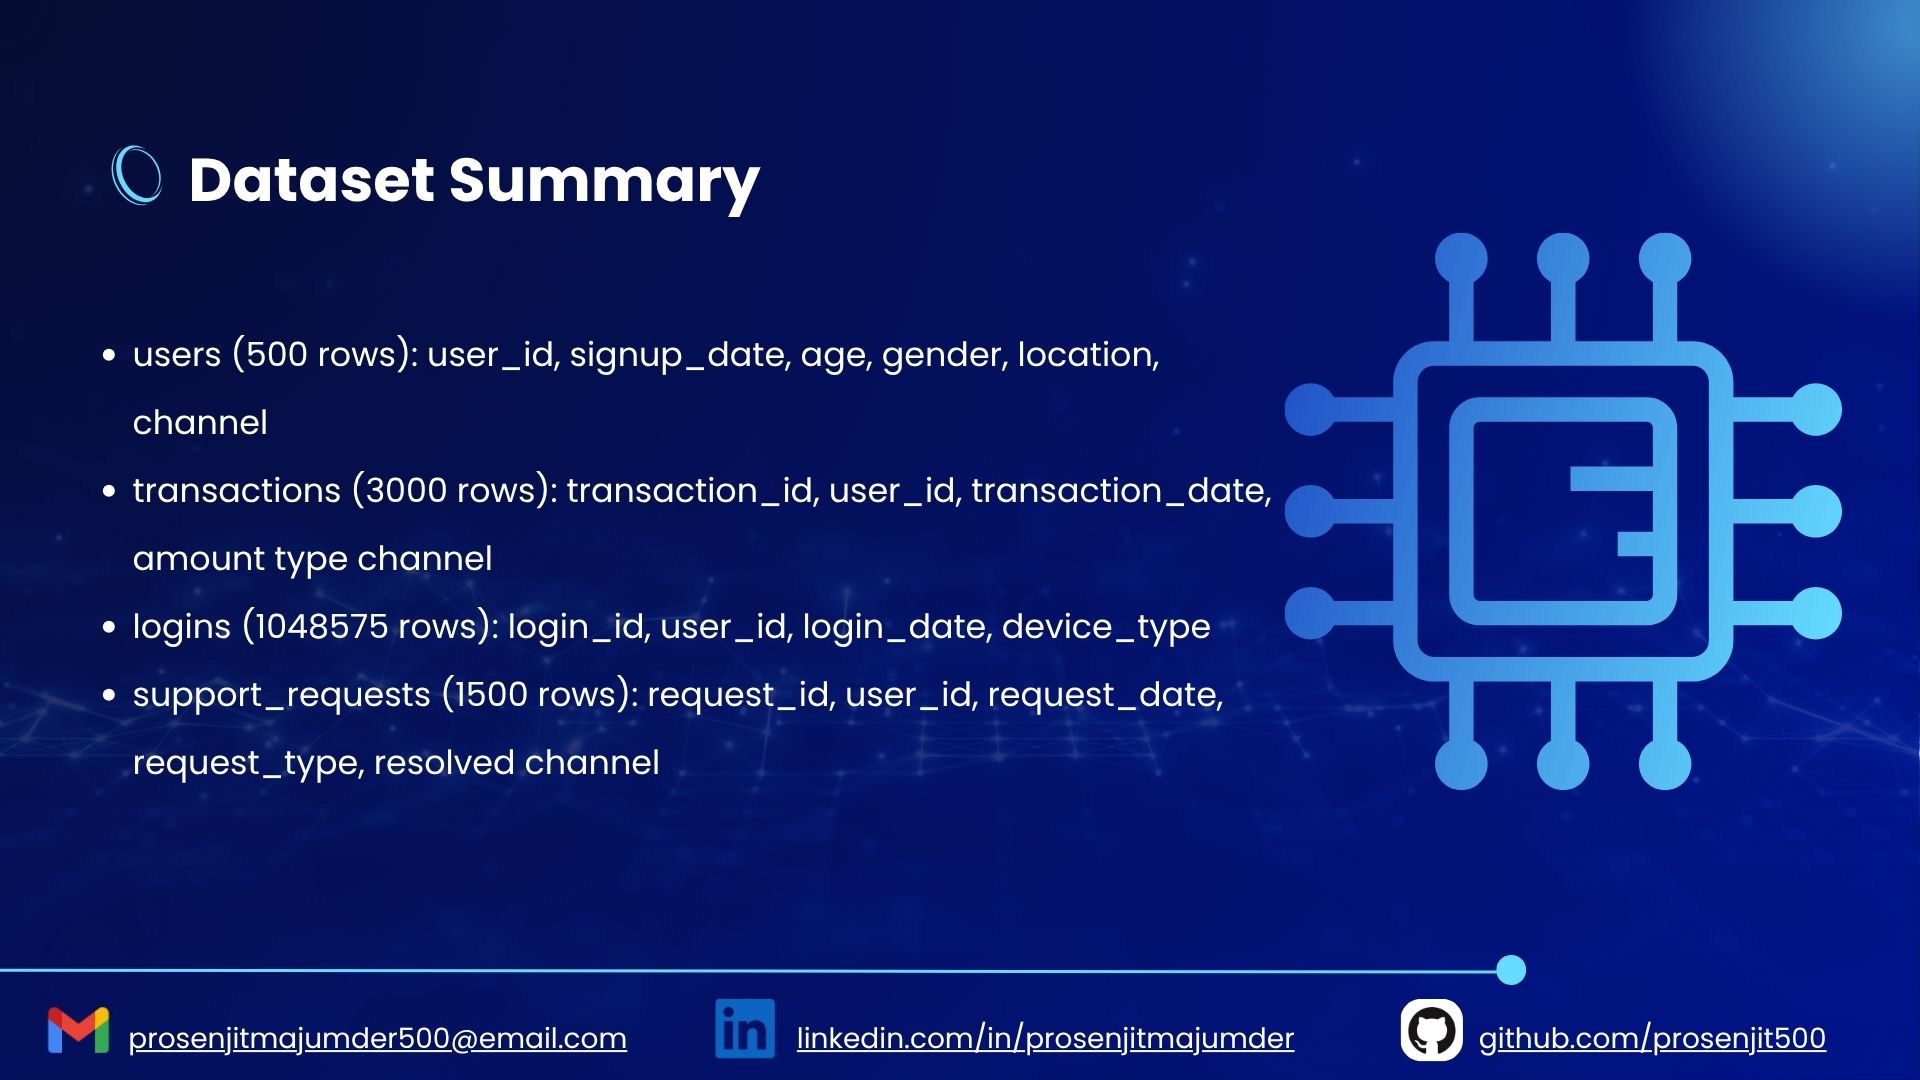 Dataset Summary
• users (500 rows): user_id, signup_date, age, gender, location,
channel
• transactions (3000 rows): transaction_id, user_id, transaction_date,
amount type channel
• logins (1048575 rows): login_id, user_id, login_date, device_type
• support_requests (1500 rows): request_id, user_id, request_date,
request_type, resolved channel
prosenjitmajumder500@email.com
in
linkedin.com/in/prosenjitmajumder
github.com/prosenjit500